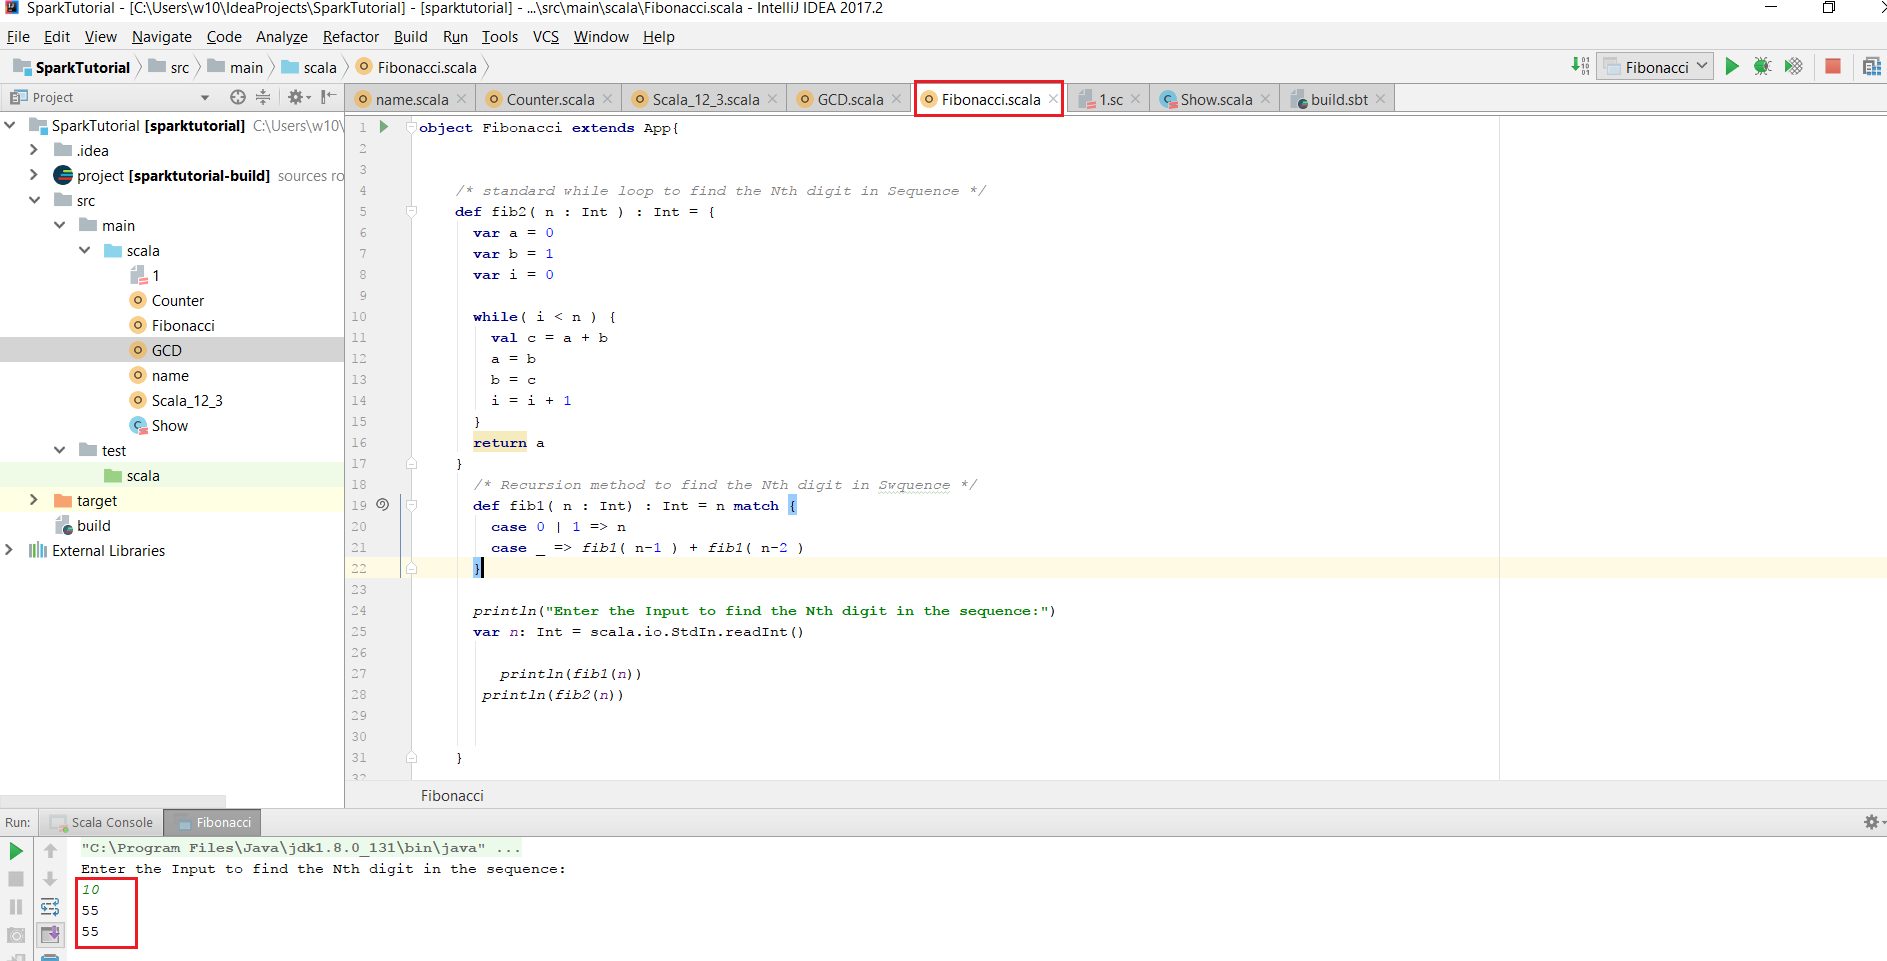 SparkTutorial - [C:\Users\w10\IdeaProjects\SparkTutorial] - [sparktutorial] - ...\src\main\scala\Fibonacci.scala - IntelliJ IDEA 2017.2
File Edit View Navigate Code Analyze Refactor Build Run Tools VCS Window Help
SparkTutorial src main scala Fibonacci.scala
Fibonacci
Project
name.scala Counter.scala Scala_12_3.scala GCD.scala Fibonacci.scala 1.sc Show.scala build.sbt
SparkTutorial [sparktutorial] C:\Users\w10\
.idea
project [sparktutorial-build] sources ro
src
main
scala
1
Counter
Fibonacci
GCD
name
Scala_12_3
Show
test
scala
target
build
External Libraries
1 object Fibonacci extends App{
2
3
4 /* standard while loop to find the Nth digit in Sequence */
5 def fib2( n : Int ) : Int = {
6 var a = 0
7 var b = 1
8 var i = 0
9
10 while( i < n ) {
11 val c = a + b
12 a = b
13 b = c
14 i = i + 1
15 }
16 return a
17 }
18 /* Recursion method to find the Nth digit in Swquence */
19 def fib1( n : Int) : Int = n match {
20 case 0 | 1 => n
21 case _ => fib1( n-1 ) + fib1( n-2 )
22 }
23
24 println("Enter the Input to find the Nth digit in the sequence:")
25 var n: Int = scala.io.StdIn.readInt()
26
27 println(fib1(n))
28 println(fib2(n))
29
30
31 }
32
Fibonacci
Run: Scala Console Fibonacci
"C:\Program Files\Java\jdk1.8.0_131\bin\java" ...
Enter the Input to find the Nth digit in the sequence:
10
55
55